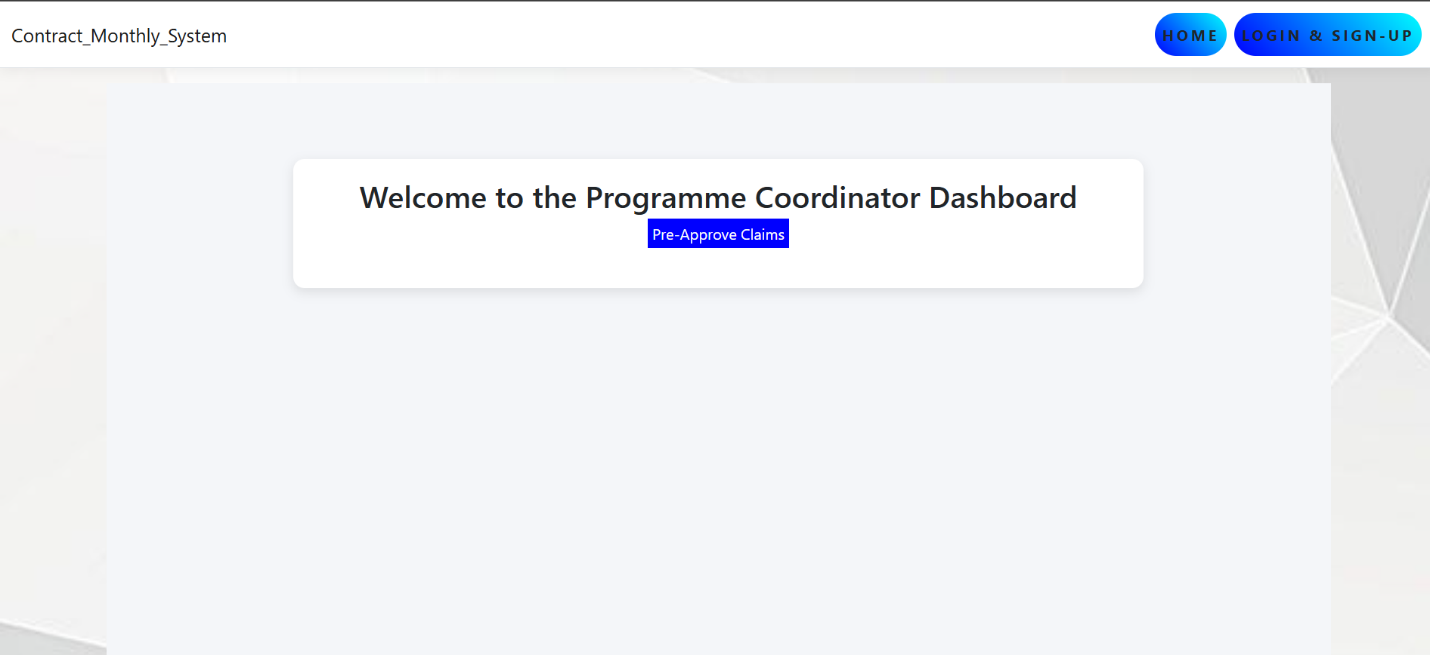 Contract_Monthly_System
HOME
LOGIN & SIGN-UP
Welcome to the Programme Coordinator Dashboard
Pre-Approve Claims